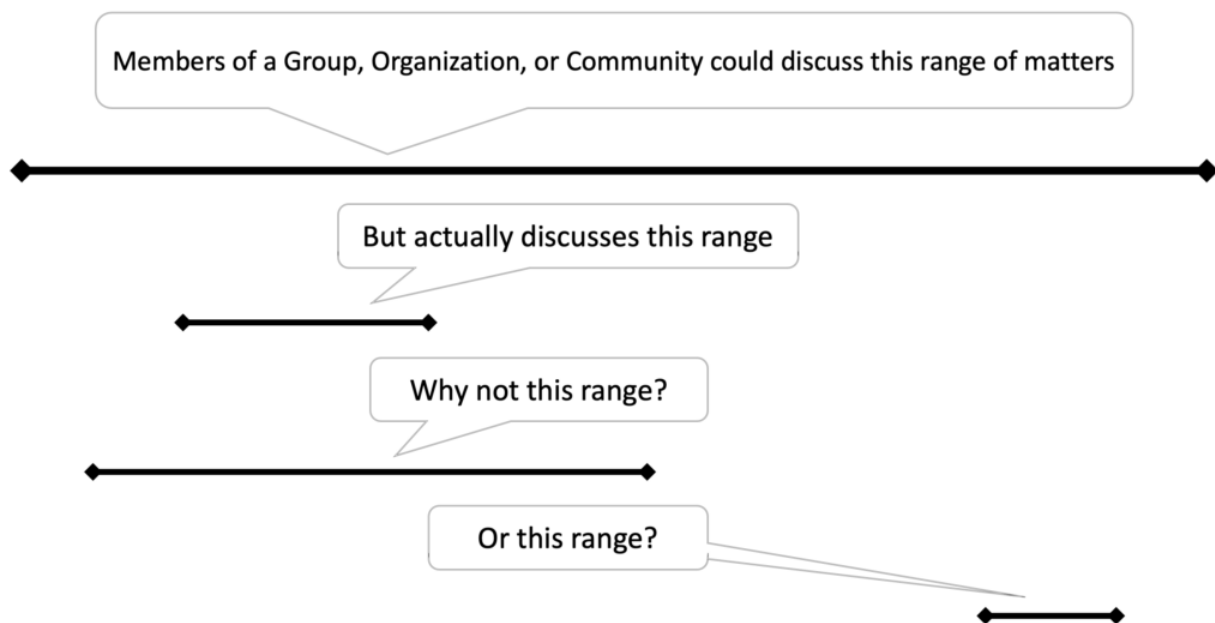 Members of a Group, Organization, or Community could discuss this range of matters
But actually discusses this range
Why not this range?
Or this range?